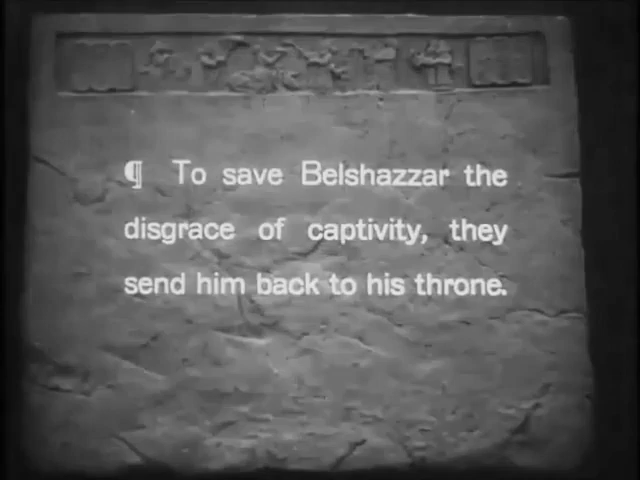 ¶ To save Belshazzar the
disgrace of captivity, they
send him back to his throne.